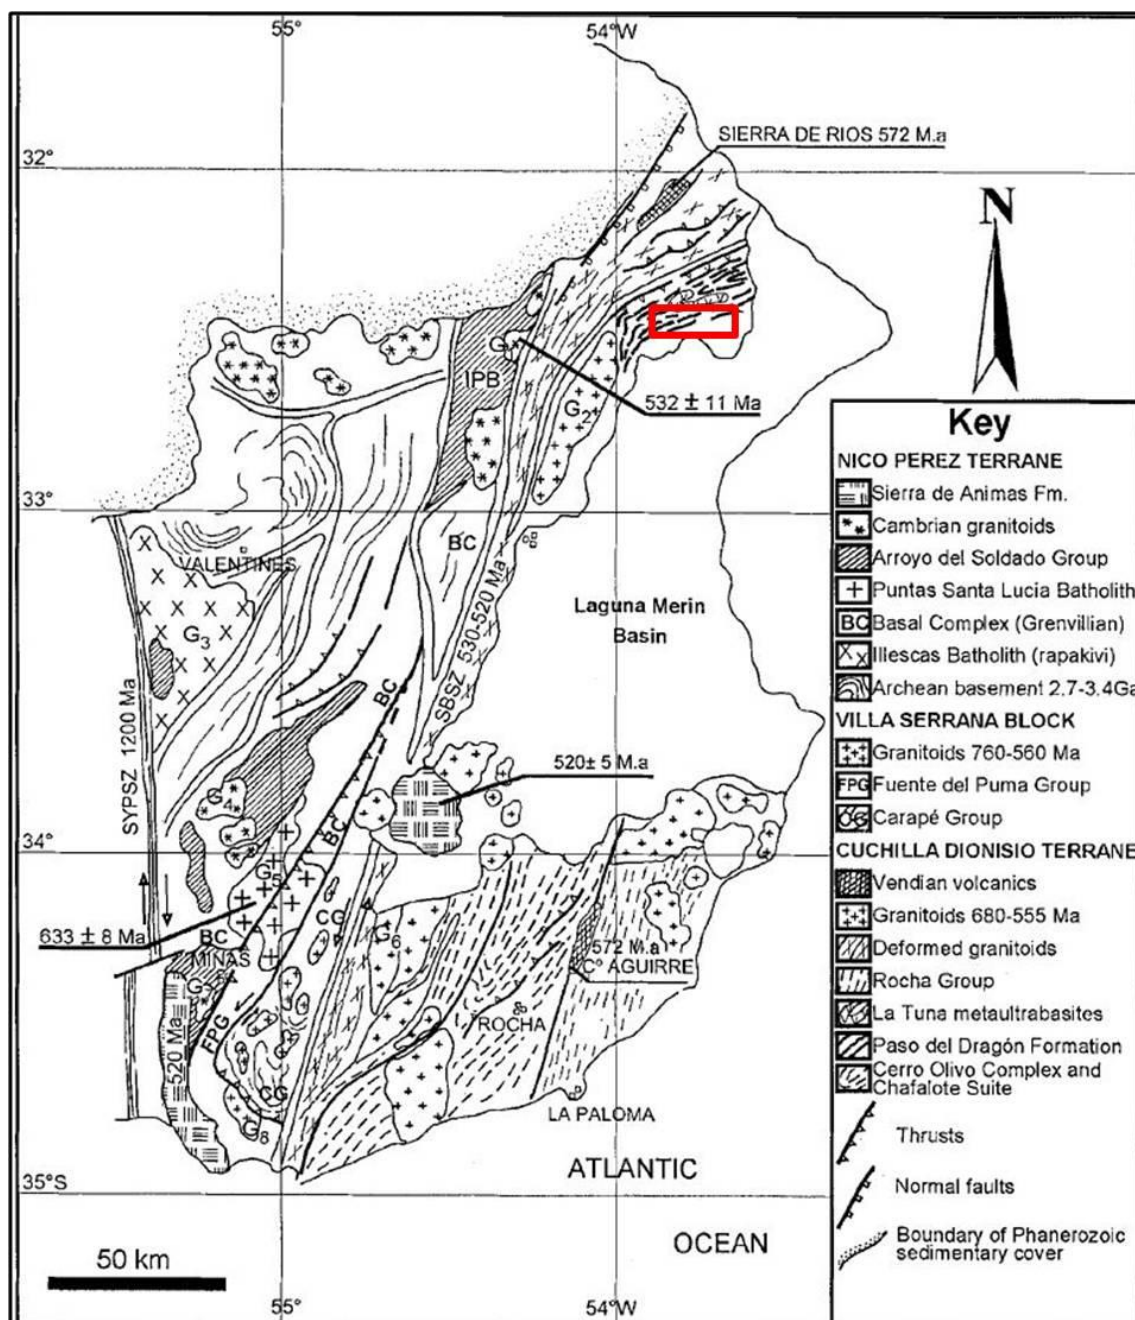 55°
54°W
SIERRA DE RIOS 572 M.a
32°
N
G
IPB
532 ± 11 Ma
G2
Key
NICO PEREZ TERRANE
Sierra de Animas Fm.
Cambrian granitoids
Arroyo del Soldado Group
Puntas Santa Lucia Batholith
BC Basal Complex (Grenvillian)
Illescas Batholith (rapakivi)
Archean basement 2.7-3.4Ga
VILLA SERRANA BLOCK
Granitoids 760-560 Ma
FPG Fuente del Puma Group
CG Carapé Group
CUCHILLA DIONISIO TERRANE
Vendian volcanics
Granitoids 680-555 Ma
Deformed granitoids
Rocha Group
La Tuna metaultrabasites
Paso del Dragón Formation
Cerro Olivo Complex and
Chafalote Suite
Thrusts
Normal faults
Boundary of Phanerozoic
sedimentary cover
33°
BC
VALENTINES
Laguna Merin
Basin
G3
SBSZ 530-520 Ma
BC
SYPSZ 1200 Ma
520± 5 M.a
G4
BC
34°
G5
CG
G6
633 ± 8 Ma
BC
MINAS
572 M.a
C° AGUIRRE
G7
ROCHA
FPG
520 Ma
CG
LA PALOMA
G8
ATLANTIC
35°S
OCEAN
50 km
55°
54°W